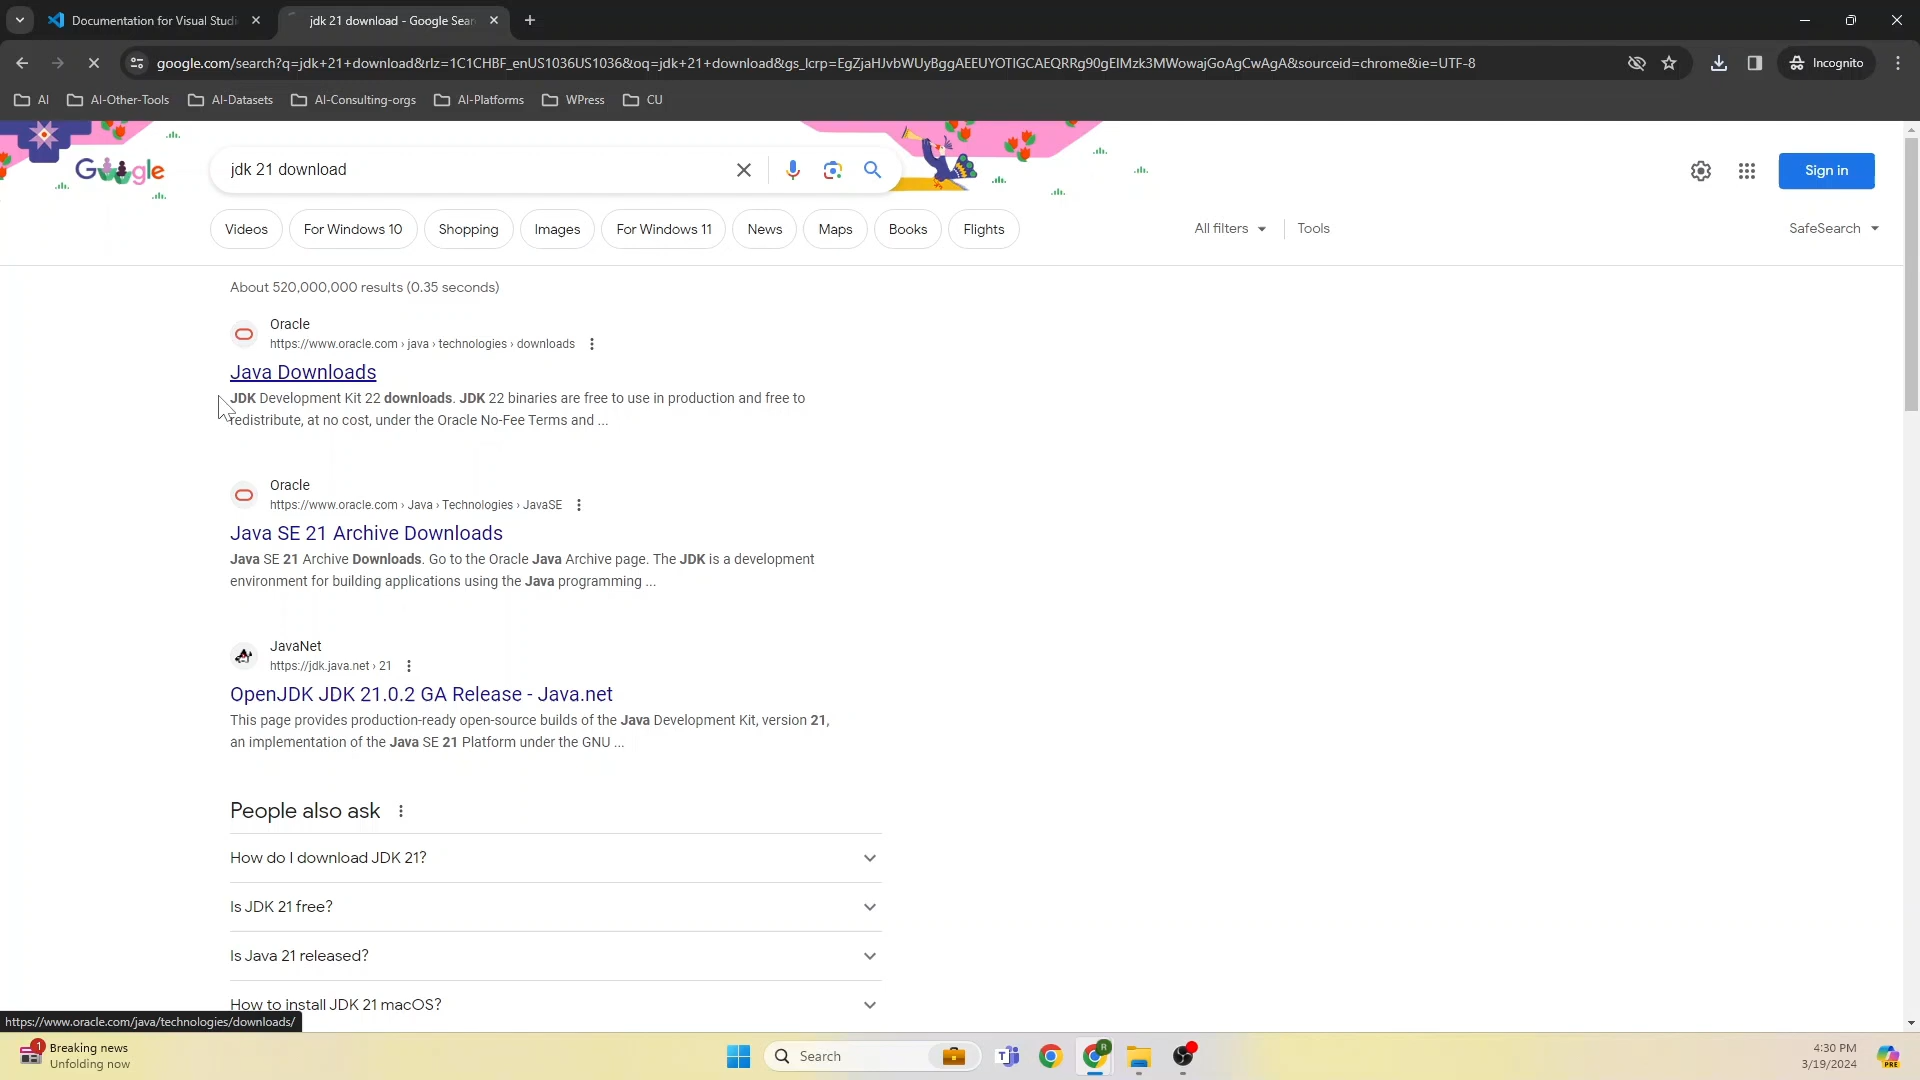 Documentation for Visual Studi
jdk 21 download - Google Sear
google.com/search?q=jdk+21+download&rlz=1C1CHBF_enUS1036US1036&oq=jdk+21+download&gs_lcrp=EgZjaHJvbWUyBggAEEUYOTIGCAEQRRg90gEIMzk3MWowajGoAgCwAgA&sourceid=chrome&ie=UTF-8
Incognito
AI
AI-Other-Tools
AI-Datasets
AI-Consulting-orgs
AI-Platforms
WPress
CU
Google
jdk 21 download
Sign in
Videos
For Windows 10
Shopping
Images
For Windows 11
News
Maps
Books
Flights
All filters
Tools
SafeSearch
About 520,000,000 results (0.35 seconds)
Oracle
https://www.oracle.com › java › technologies › downloads
Java Downloads
JDK Development Kit 22 downloads. JDK 22 binaries are free to use in production and free to
redistribute, at no cost, under the Oracle No-Fee Terms and ...
Oracle
https://www.oracle.com › Java › Technologies › JavaSE
Java SE 21 Archive Downloads
Java SE 21 Archive Downloads. Go to the Oracle Java Archive page. The JDK is a development
environment for building applications using the Java programming ...
JavaNet
https://jdk.java.net › 21
OpenJDK JDK 21.0.2 GA Release - Java.net
This page provides production-ready open-source builds of the Java Development Kit, version 21,
an implementation of the Java SE 21 Platform under the GNU ...
People also ask
How do I download JDK 21?
Is JDK 21 free?
Is Java 21 released?
How to install JDK 21 macOS?
https://www.oracle.com/java/technologies/downloads/
1
Breaking news
Unfolding now
Search
R
4:30 PM
3/19/2024
PRE